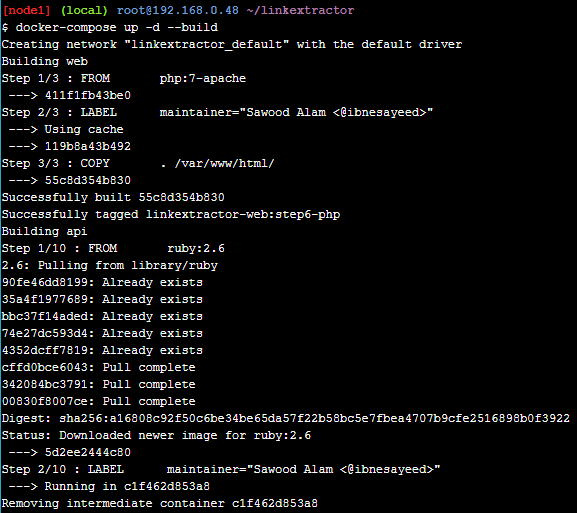 [node1] (local) root@192.168.0.48 ~/linkextractor
$ docker-compose up -d --build
Creating network "linkextractor_default" with the default driver
Building web
Step 1/3 : FROM php:7-apache
---> 411f1fb43be0
Step 2/3 : LABEL maintainer="Sawood Alam <@ibnesayeed>"
---> Using cache
---> 119b8a43b492
Step 3/3 : COPY . /var/www/html/
---> 55c8d354b830
Successfully built 55c8d354b830
Successfully tagged linkextractor-web:step6-php
Building api
Step 1/10 : FROM ruby:2.6
2.6: Pulling from library/ruby
90fe46dd8199: Already exists
35a4f1977689: Already exists
bbc37f14aded: Already exists
74e27dc593d4: Already exists
4352dcff7819: Already exists
cffd0bce6043: Pull complete
342084bc3791: Pull complete
00830f8007ce: Pull complete
Digest: sha256:a16808c92f50c6be34be65da57f22b58bc5e7fbea4707b9cfe2516898b0f3922
Status: Downloaded newer image for ruby:2.6
---> 5d2ee2444c80
Step 2/10 : LABEL maintainer="Sawood Alam <@ibnesayeed>"
---> Running in c1f462d853a8
Removing intermediate container c1f462d853a8